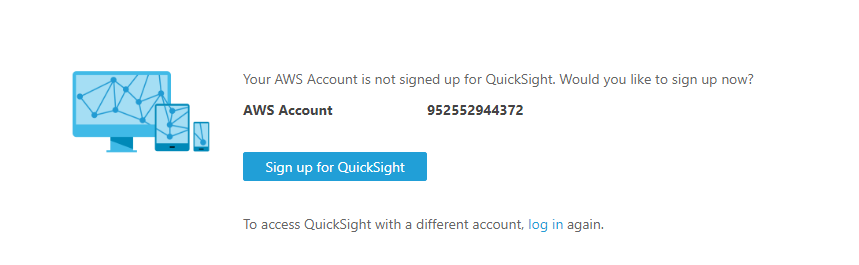 Your AWS Account is not signed up for QuickSight. Would you like to sign up now?
AWS Account 952552944372
Sign up for QuickSight
To access QuickSight with a different account, log in again.